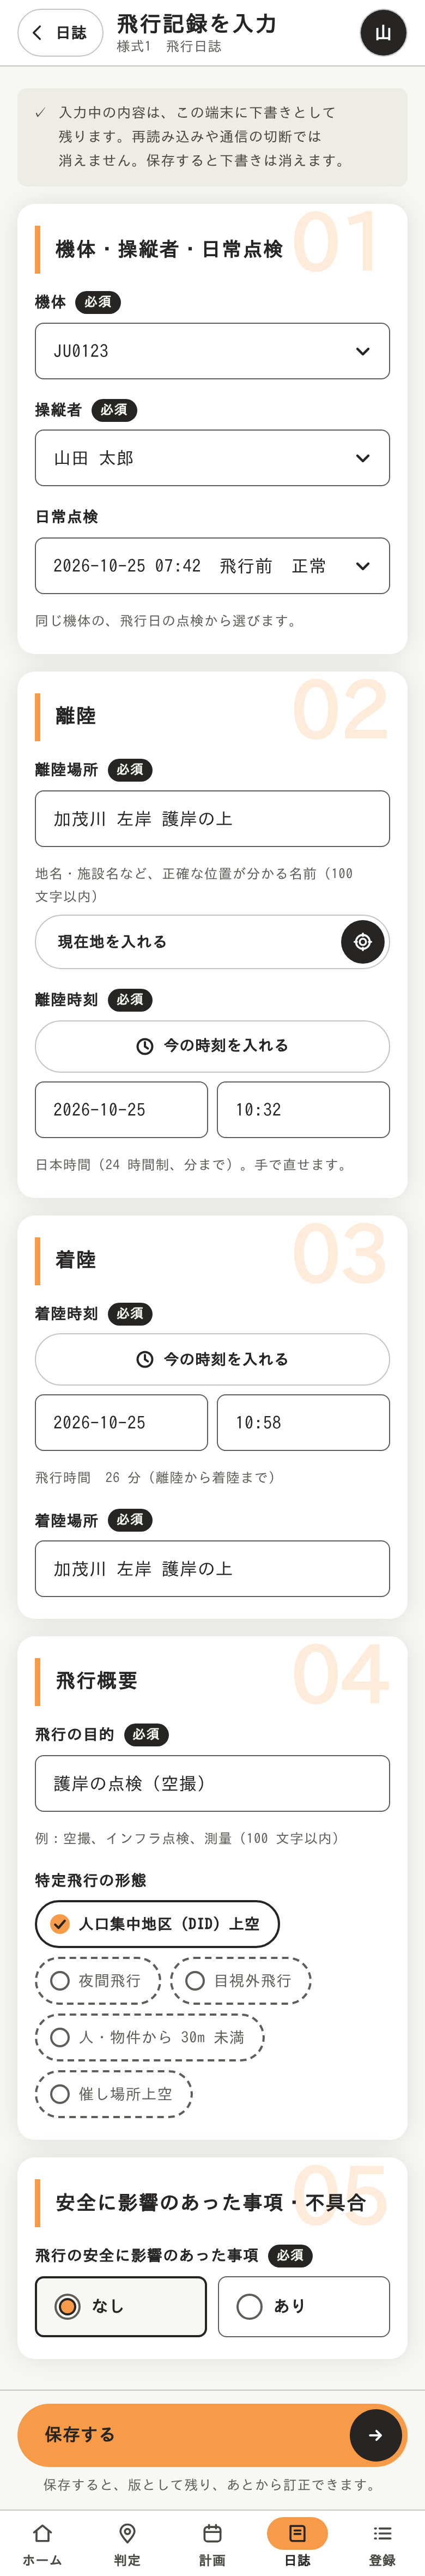 日誌
飛行記録を入力
様式1　飛行日誌
山
✓ 入力中の内容は、この端末に下書きとして
残ります。再読み込みや通信の切断では
消えません。保存すると下書きは消えます。
01
機体・操縦者・日常点検
機体 必須
JU0123
操縦者 必須
山田 太郎
日常点検
2026-10-25 07:42　飛行前　正常
同じ機体の、飛行日の点検から選びます。
02
離陸
離陸場所 必須
加茂川 左岸 護岸の上
地名・施設名など、正確な位置が分かる名前（100
文字以内）
現在地を入れる
離陸時刻 必須
今の時刻を入れる
2026-10-25 10:32
日本時間（24 時間制、分まで）。手で直せます。
03
着陸
着陸時刻 必須
今の時刻を入れる
2026-10-25 10:58
飛行時間　26 分（離陸から着陸まで）
着陸場所 必須
加茂川 左岸 護岸の上
04
飛行概要
飛行の目的 必須
護岸の点検（空撮）
例：空撮、インフラ点検、測量（100 文字以内）
特定飛行の形態
人口集中地区（DID）上空
夜間飛行 目視外飛行
人・物件から 30m 未満
催し場所上空
05
安全に影響のあった事項・不具合
飛行の安全に影響のあった事項 必須
なし あり
保存する
保存すると、版として残り、あとから訂正できます。
ホーム 判定 計画 日誌 登録